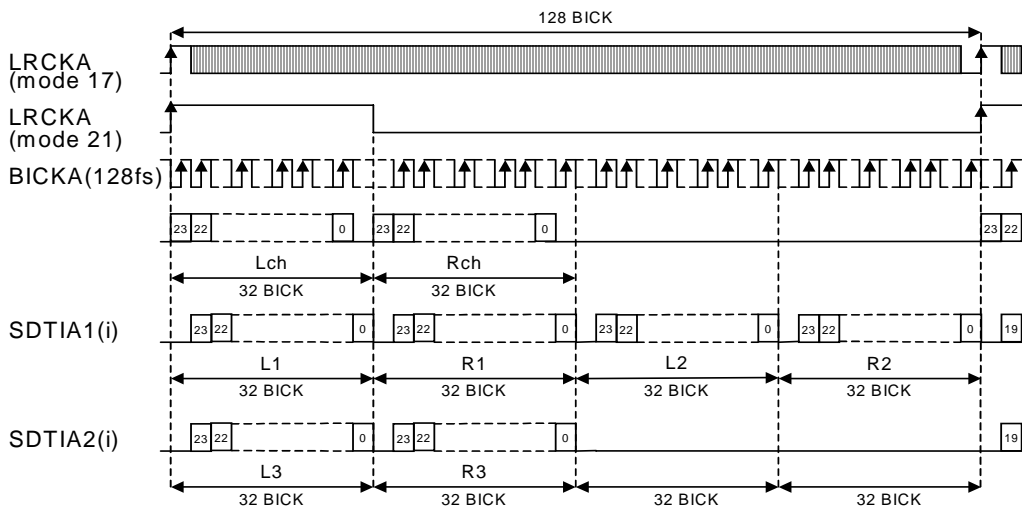 128 BICK
LRCKA
(mode 17)
LRCKA
(mode 21)
BICKA(128fs)
23 22 0 23 22 0 23 22
Lch Rch
32 BICK 32 BICK
SDTIA1(i) 23 22 0 23 22 0 23 22 0 23 22 0 19
L1 R1 L2 R2
32 BICK 32 BICK 32 BICK 32 BICK
SDTIA2(i) 23 22 0 23 22 0 19
L3 R3
32 BICK 32 BICK 32 BICK 32 BICK